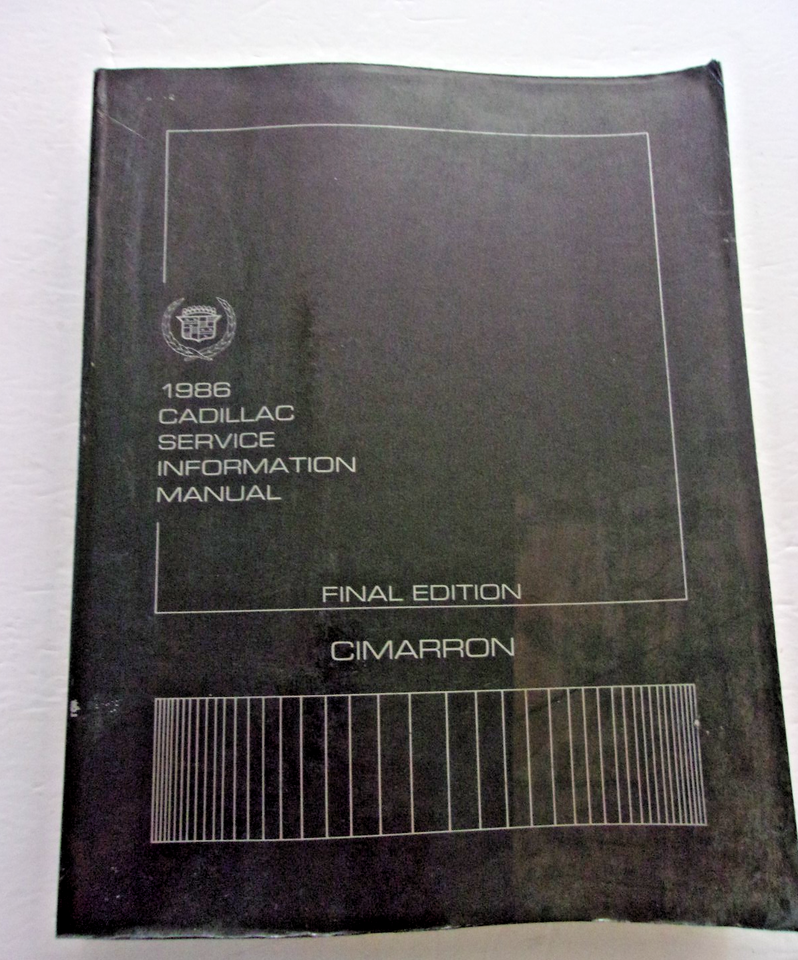 1986
CADILLAC
SERVICE
INFORMATION
MANUAL
FINAL EDITION
CIMARRON